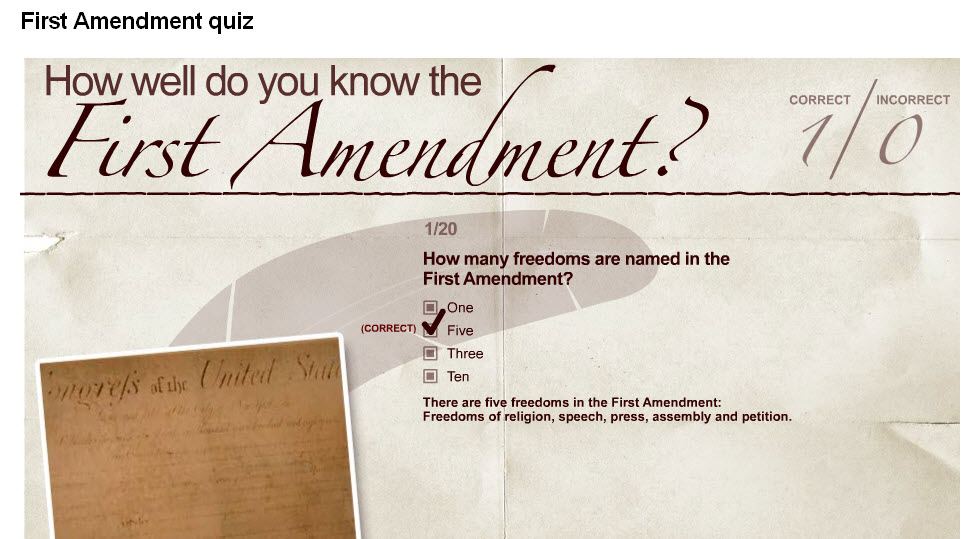 First Amendment quiz
How well do you know the
First Amendment?
CORRECT INCORRECT
1/0
1/20
How many freedoms are named in the
First Amendment?
One
(CORRECT) Five
Three
Ten
There are five freedoms in the First Amendment:
Freedoms of religion, speech, press, assembly and petition.
ongreſs of the United Stat